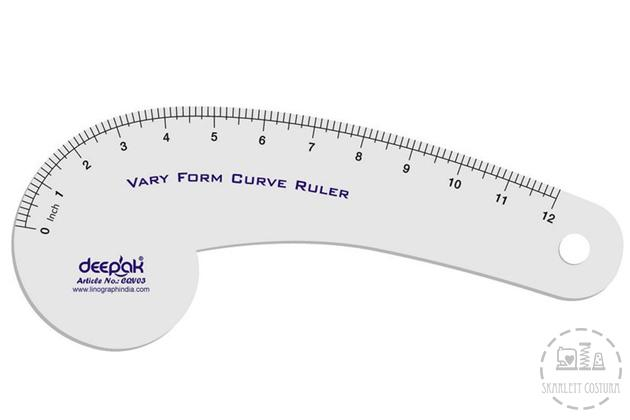 0 Inch 1 2 3 4 5 6 7 8 9 10 11 12
VARY FORM CURVE RULER
deepak®
Article No.: CQV03
www.linographindia.com
SKARLETT COSTURA